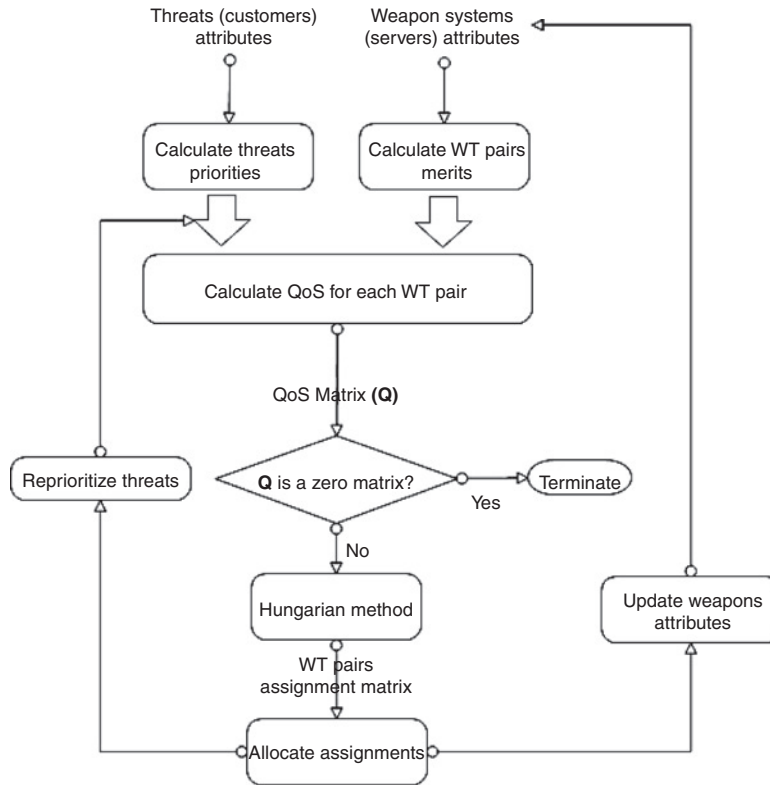 Threats (customers)
attributes
Weapon systems
(servers) attributes
Calculate threats
priorities
Calculate WT pairs
merits
Calculate QoS for each WT pair
QoS Matrix (Q)
Reprioritize threats
Q is a zero matrix?
Terminate
Yes
No
Hungarian method
Update weapons
attributes
WT pairs
assignment matrix
Allocate assignments